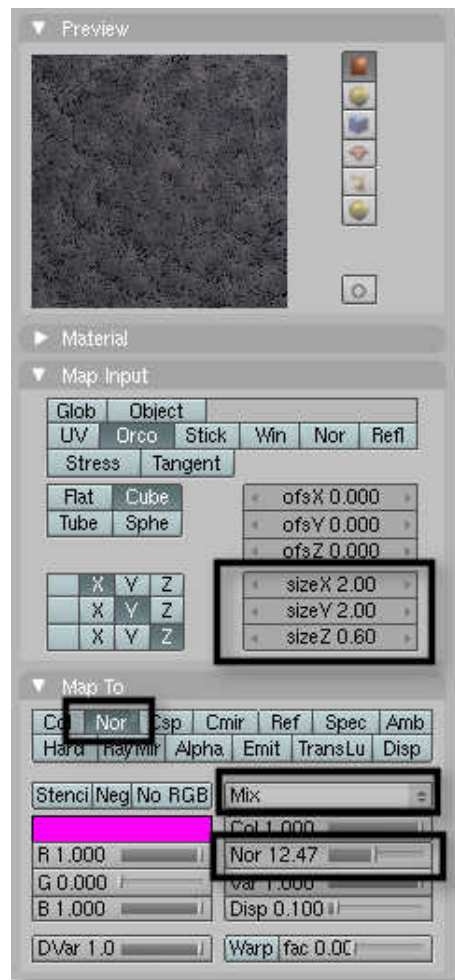 Preview
Material
Map Input
Glob Object
UV Orco Stick Win Nor Refl
Stress Tangent
Flat Cube
Tube Sphe
ofsX 0.000
ofsY 0.000
ofsZ 0.000
X Y Z
X Y Z
X Y Z
sizeX 2.00
sizeY 2.00
sizeZ 0.60
Map To
Col Nor Csp Cmir Ref Spec Amb
Hard RayMir Alpha Emit TransLu Disp
Stenci Neg No RGB
Mix
Col 1.000
R 1.000
Nor 12.47
G 0.000
Var 1.000
B 1.000
Disp 0.100
DVar 1.0
Warp fac 0.0